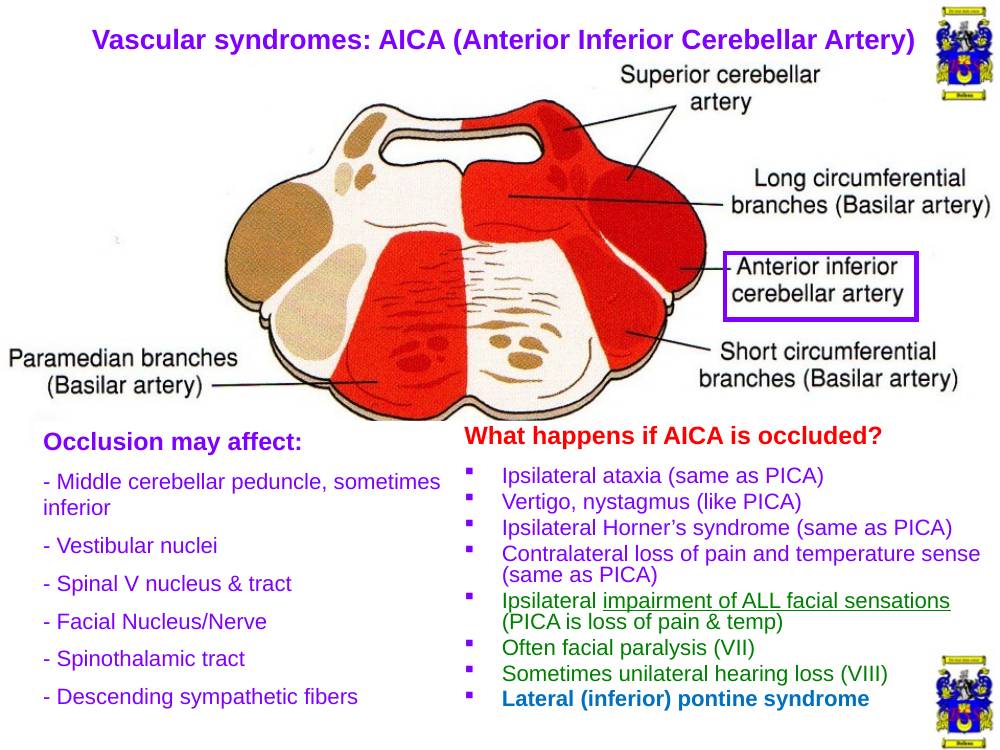 Vascular syndromes: AICA (Anterior Inferior Cerebellar Artery)
Superior cerebellar
artery
Long circumferential
branches (Basilar artery)
Anterior inferior
cerebellar artery
Short circumferential
branches (Basilar artery)
Paramedian branches
(Basilar artery)
Occlusion may affect:
- Middle cerebellar peduncle, sometimes
inferior
- Vestibular nuclei
- Spinal V nucleus & tract
- Facial Nucleus/Nerve
- Spinothalamic tract
- Descending sympathetic fibers
What happens if AICA is occluded?
▪ Ipsilateral ataxia (same as PICA)
▪ Vertigo, nystagmus (like PICA)
▪ Ipsilateral Horner’s syndrome (same as PICA)
▪ Contralateral loss of pain and temperature sense
(same as PICA)
▪ Ipsilateral impairment of ALL facial sensations
(PICA is loss of pain & temp)
▪ Often facial paralysis (VII)
▪ Sometimes unilateral hearing loss (VIII)
▪ Lateral (inferior) pontine syndrome